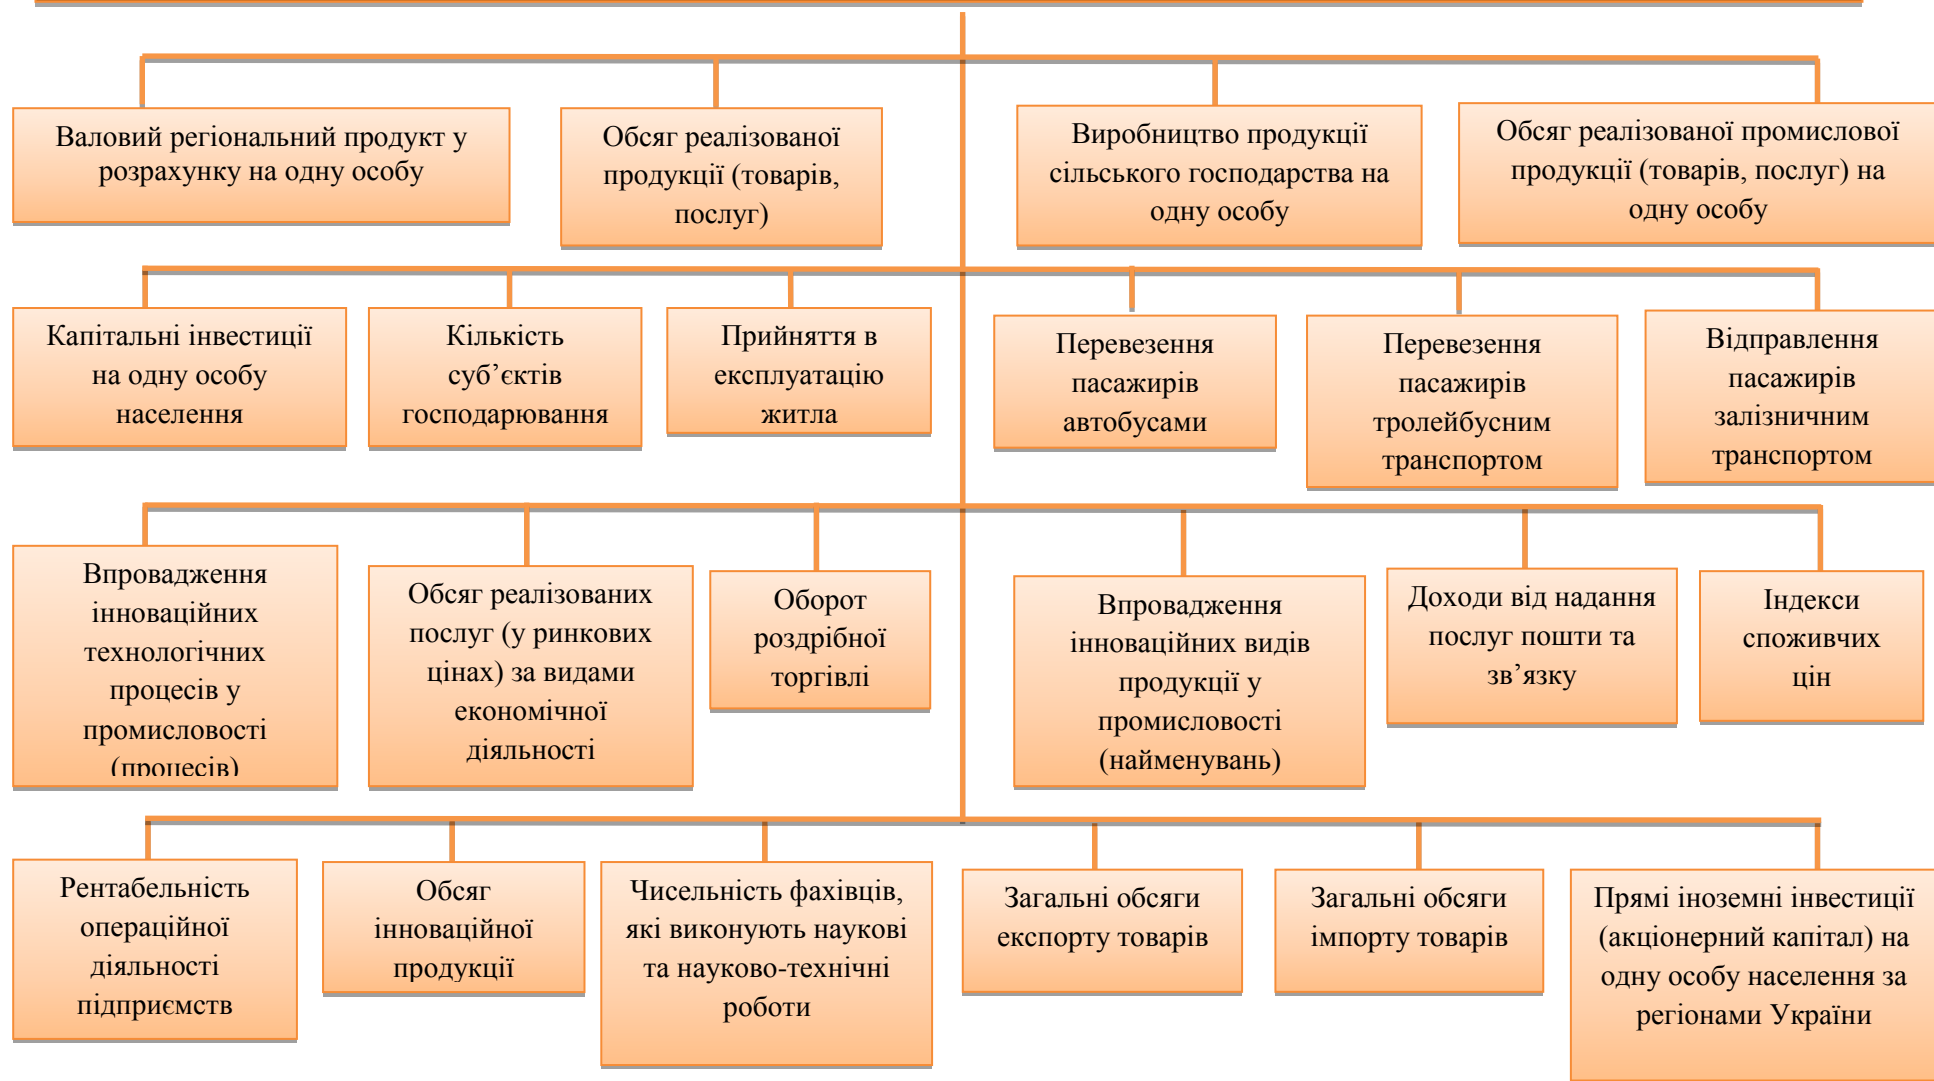 Валовий регіональний продукт у
розрахунку на одну особу
Обсяг реалізованої
продукції (товарів,
послуг)
Виробництво продукції
сільського господарства на
одну особу
Обсяг реалізованої промислової
продукції (товарів, послуг) на
одну особу
Капітальні інвестиції
на одну особу
населення
Кількість
суб’єктів
господарювання
Прийняття в
експлуатацію
житла
Перевезення
пасажирів
автобусами
Перевезення
пасажирів
тролейбусним
транспортом
Відправлення
пасажирів
залізничним
транспортом
Впровадження
інноваційних
технологічних
процесів у
промисловості
(процесів)
Обсяг реалізованих
послуг (у ринкових
цінах) за видами
економічної
діяльності
Оборот
роздрібної
торгівлі
Впровадження
інноваційних видів
продукції у
промисловості
(найменувань)
Доходи від надання
послуг пошти та
зв’язку
Індекси
споживчих
цін
Рентабельність
операційної
діяльності
підприємств
Обсяг
інноваційної
продукції
Чисельність фахівців,
які виконують наукові
та науково-технічні
роботи
Загальні обсяги
експорту товарів
Загальні обсяги
імпорту товарів
Прямі іноземні інвестиції
(акціонерний капітал) на
одну особу населення за
регіонами України